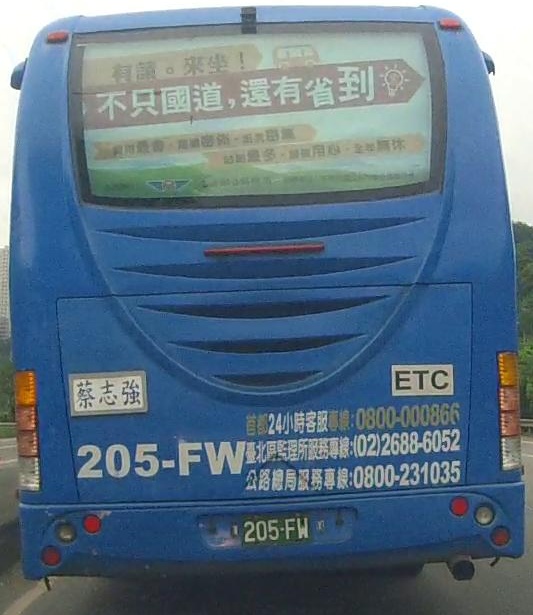 有讀。來坐！
不只國道，還有省到
蔡志強
ETC
首都24小時客服專線:0800-000866
205-FW
臺北區監理所服務專線:(02)2688-6052
公路總局服務專線:0800-231035
205-FW